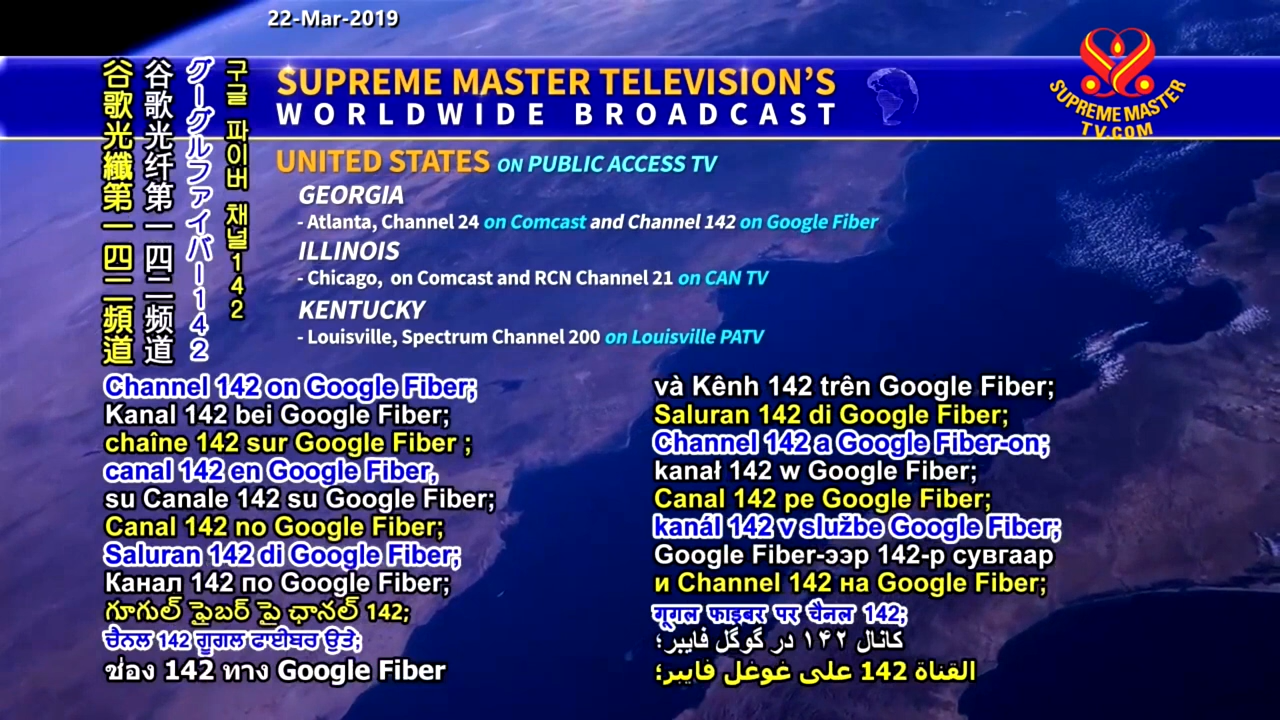 22-Mar-2019
谷歌光纖第一四二頻道
谷歌光纤第一四二频道
グーグルファイバー142
구글 파이버 채널142
SUPREME MASTER TELEVISION'S
WORLDWIDE BROADCAST
SUPREME MASTER
TV.COM
UNITED STATES ON PUBLIC ACCESS TV
GEORGIA
- Atlanta, Channel 24 on Comcast and Channel 142 on Google Fiber
ILLINOIS
- Chicago, on Comcast and RCN Channel 21 on CAN TV
KENTUCKY
- Louisville, Spectrum Channel 200 on Louisville PATV
Channel 142 on Google Fiber;
Kanal 142 bei Google Fiber;
chaîne 142 sur Google Fiber ;
canal 142 en Google Fiber,
su Canale 142 su Google Fiber;
Canal 142 no Google Fiber;
Saluran 142 di Google Fiber;
Канал 142 по Google Fiber;
గూగుల్ ఫైబర్ పై ఛానల్ 142;
ਚੈਨਲ 142 ਗੂਗਲ ਫਾਈਬਰ ਉਤੇ;
ช่อง 142 ทาง Google Fiber
và Kênh 142 trên Google Fiber;
Saluran 142 di Google Fiber;
Channel 142 a Google Fiber-on;
kanał 142 w Google Fiber;
Canal 142 pe Google Fiber;
kanál 142 v službe Google Fiber;
Google Fiber-ээр 142-р сувгаар
и Channel 142 на Google Fiber;
गूगल फाइबर पर चैनल 142;
کانال ۱۴۲ در گوگل فایبر؛
القناة 142 على غوغل فايبر؛